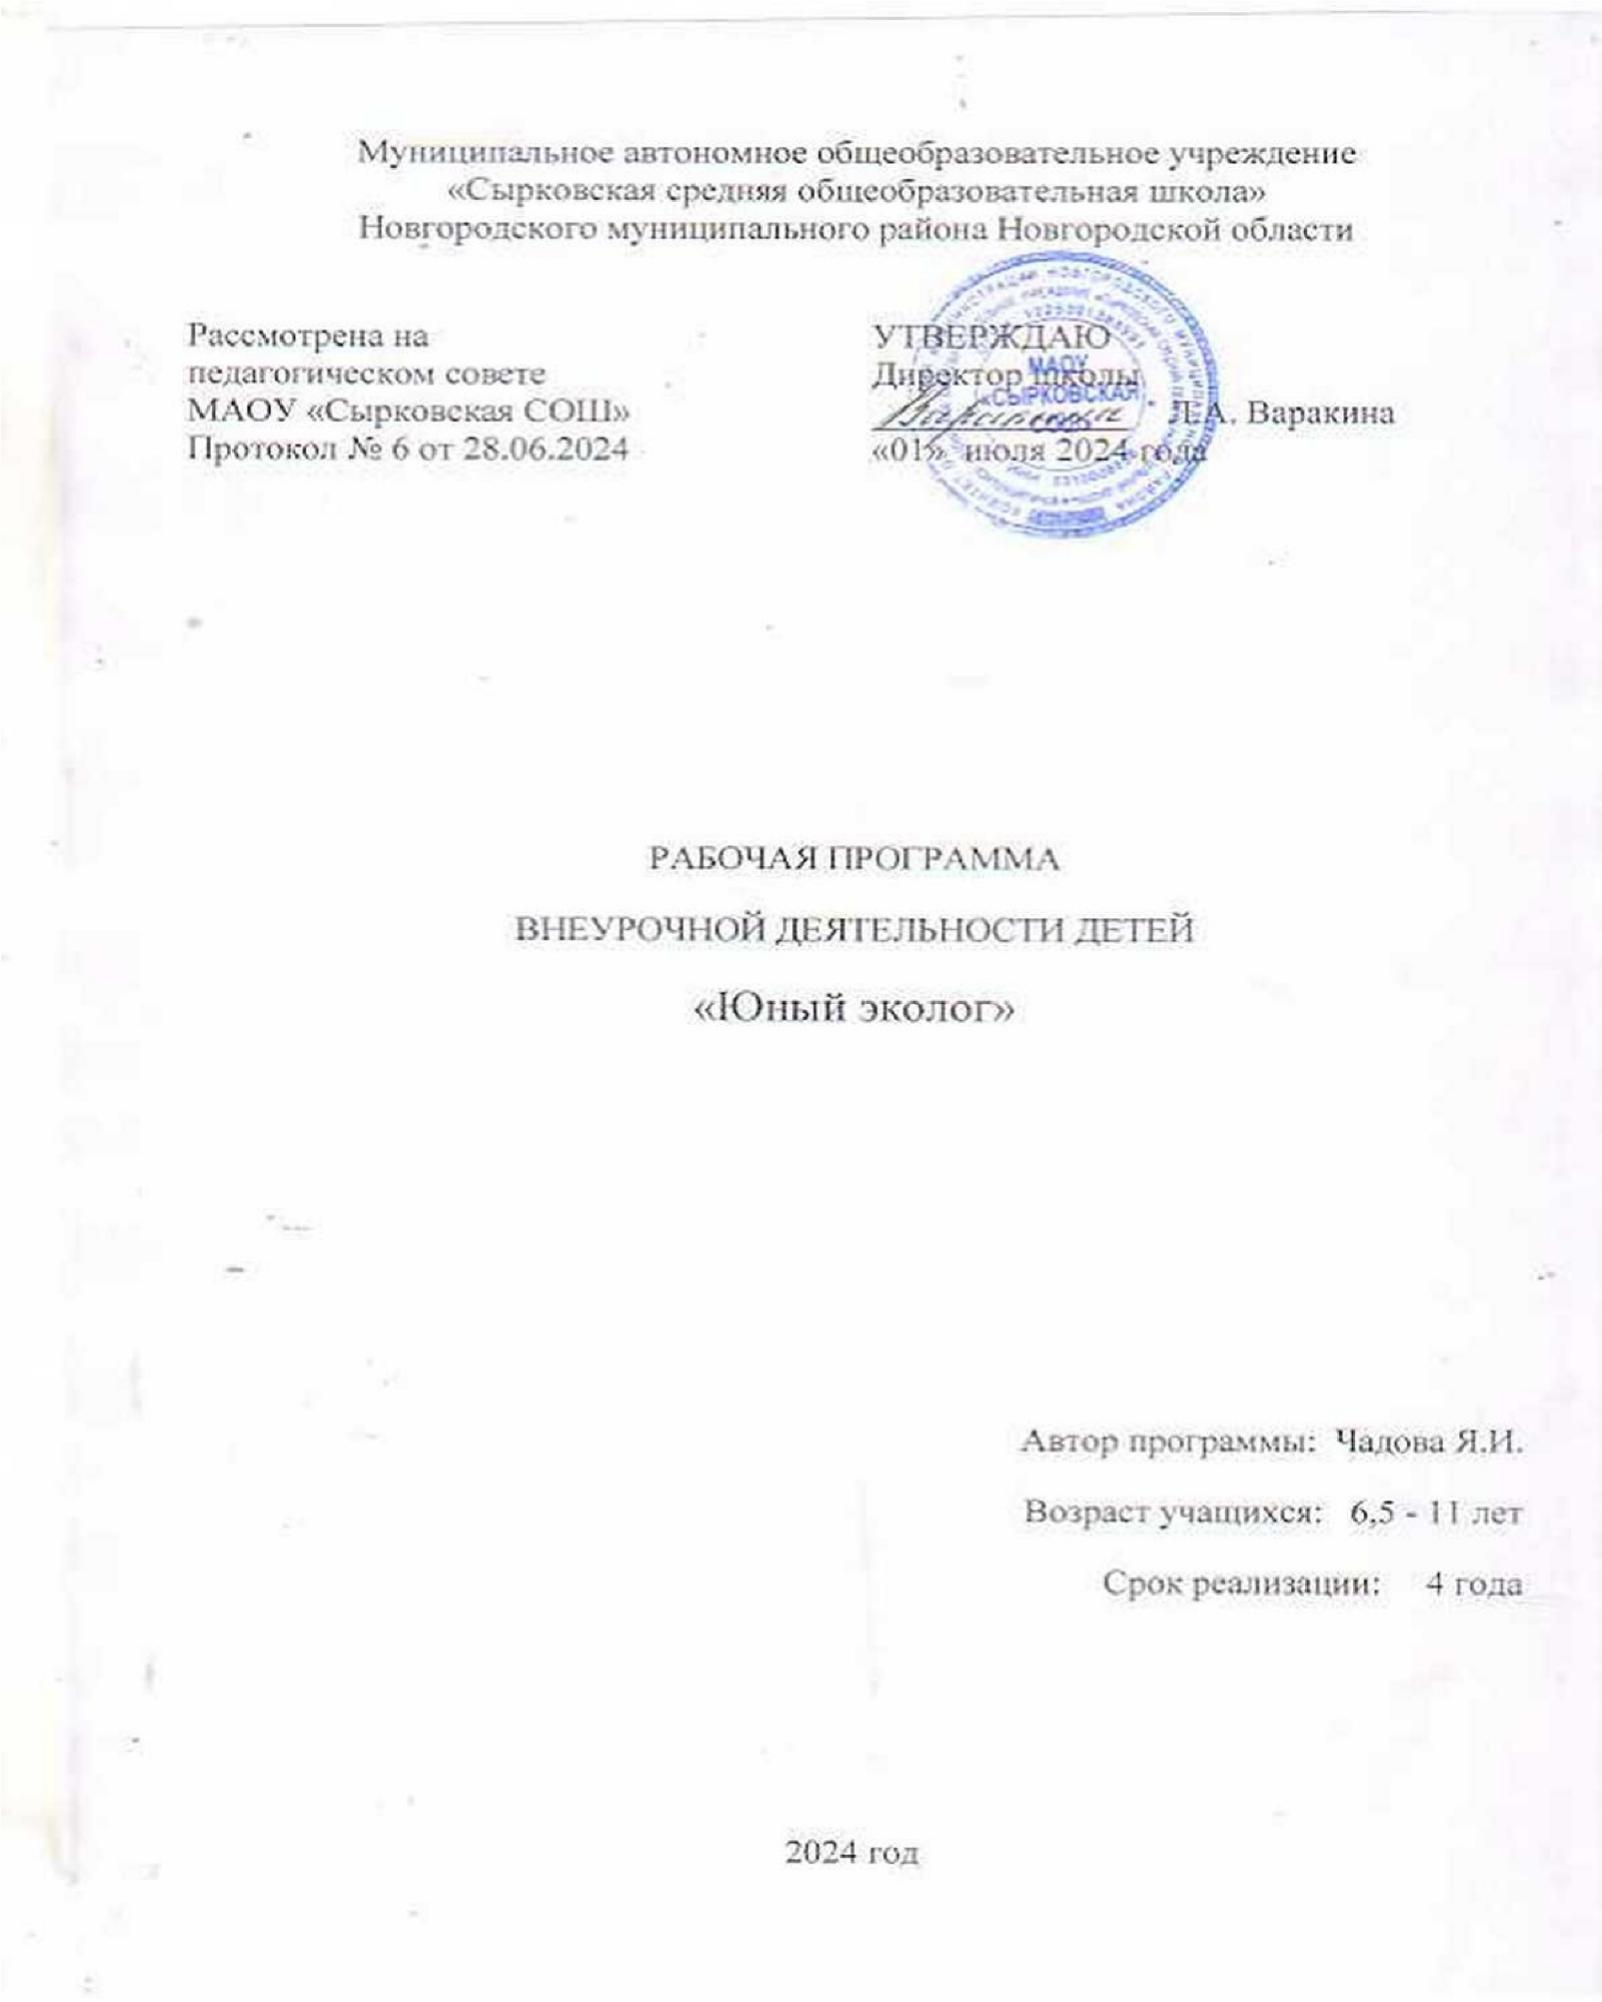 Муниципальное автономное общеобразовательное учреждение
«Сырковская средняя общеобразовательная школа»
Новгородского муниципального района Новгородской области
Рассмотрена на
педагогическом совете
МАОУ «Сырковская СОШ»
Протокол № 6 от 28.06.2024
УТВЕРЖДАЮ
Директор школы
Л.А. Варакина
«01» июля 2024 года
МАОУ
«СЫРКОВСКАЯ
СОШ»
РАБОЧАЯ ПРОГРАММА
ВНЕУРОЧНОЙ ДЕЯТЕЛЬНОСТИ ДЕТЕЙ
«Юный эколог»
Автор программы: Чадова Я.И.
Возраст учащихся: 6,5 - 11 лет
Срок реализации: 4 года
2024 год